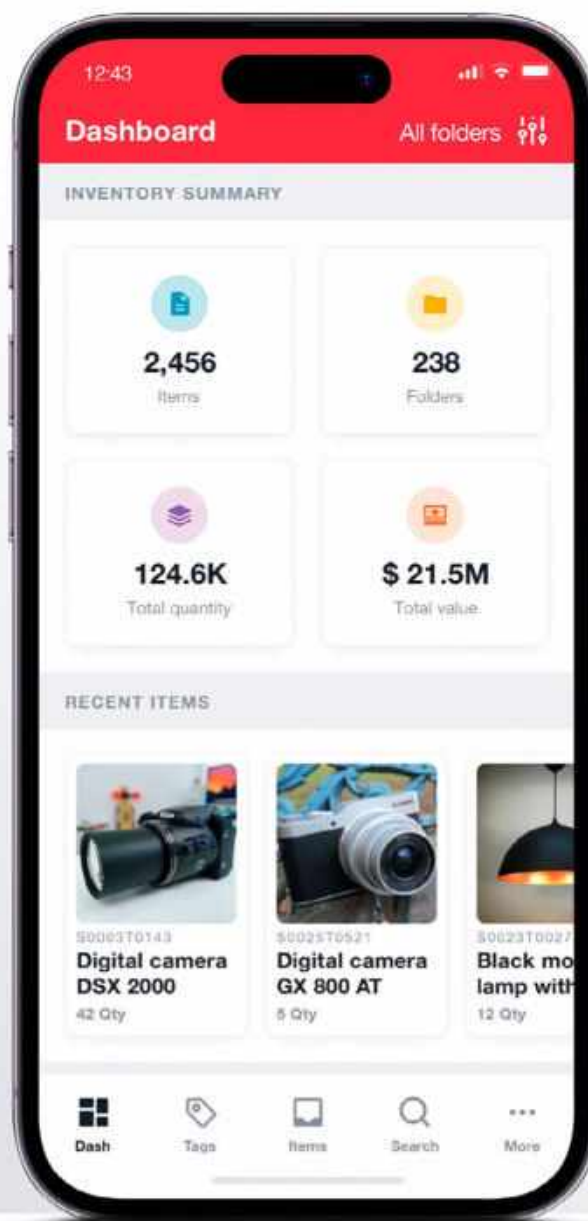 12:43
Dashboard
All folders
INVENTORY SUMMARY
2,456
Items
238
Folders
124.6K
Total quantity
$ 21.5M
Total value
RECENT ITEMS
S0003T0143
Digital camera
DSX 2000
42 Qty
S0025T0521
Digital camera
GX 800 AT
5 Qty
S0023T0027
Black mo
lamp with
12 Qty
Dash
Tags
Items
Search
More